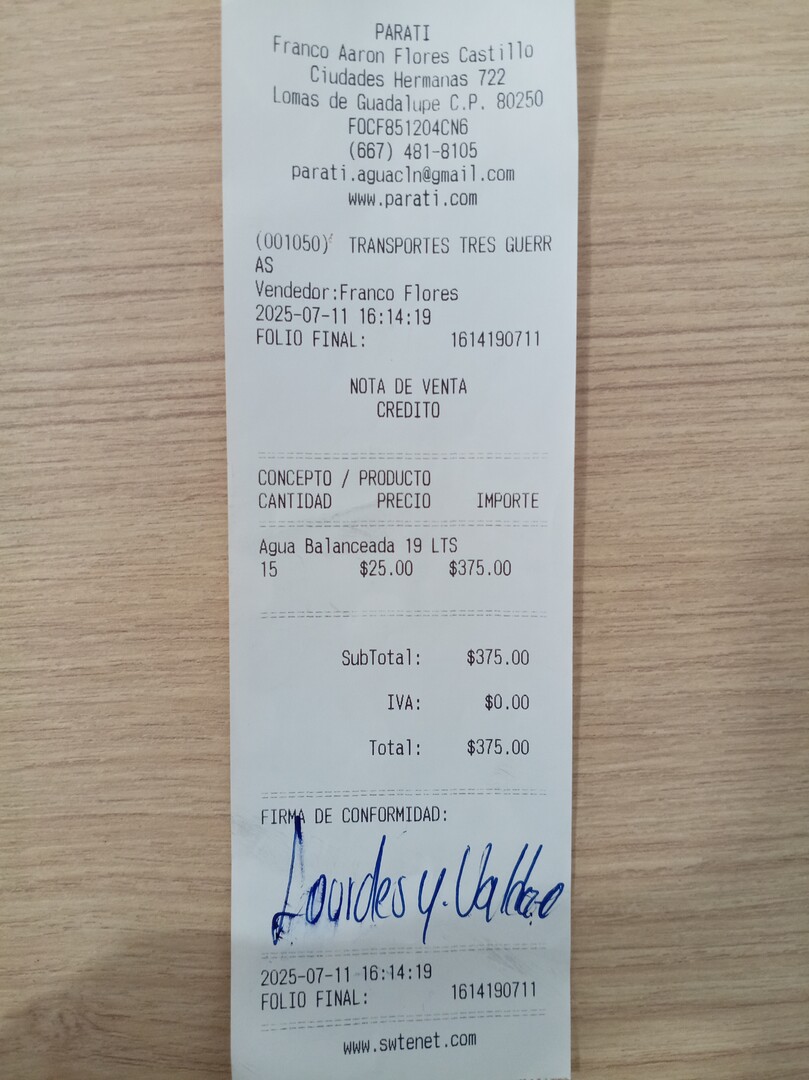 PARATI
Franco Aaron Flores Castillo
Ciudades Hermanas 722
Lomas de Guadalupe C.P. 80250
FOCF851204CN6
(667) 481-8105
parati.aguacln@gmail.com
www.parati.com
(001050) TRANSPORTES TRES GUERR
AS
Vendedor:Franco Flores
2025-07-11 16:14:19
FOLIO FINAL: 1614190711
NOTA DE VENTA
CREDITO
CONCEPTO / PRODUCTO
CANTIDAD PRECIO IMPORTE
Agua Balanceada 19 LTS
15 $25.00 $375.00
SubTotal: $375.00
IVA: $0.00
Total: $375.00
FIRMA DE CONFORMIDAD:
Lourdes y.
2025-07-11 16:14:19
FOLIO FINAL: 1614190711
www.swtenet.com